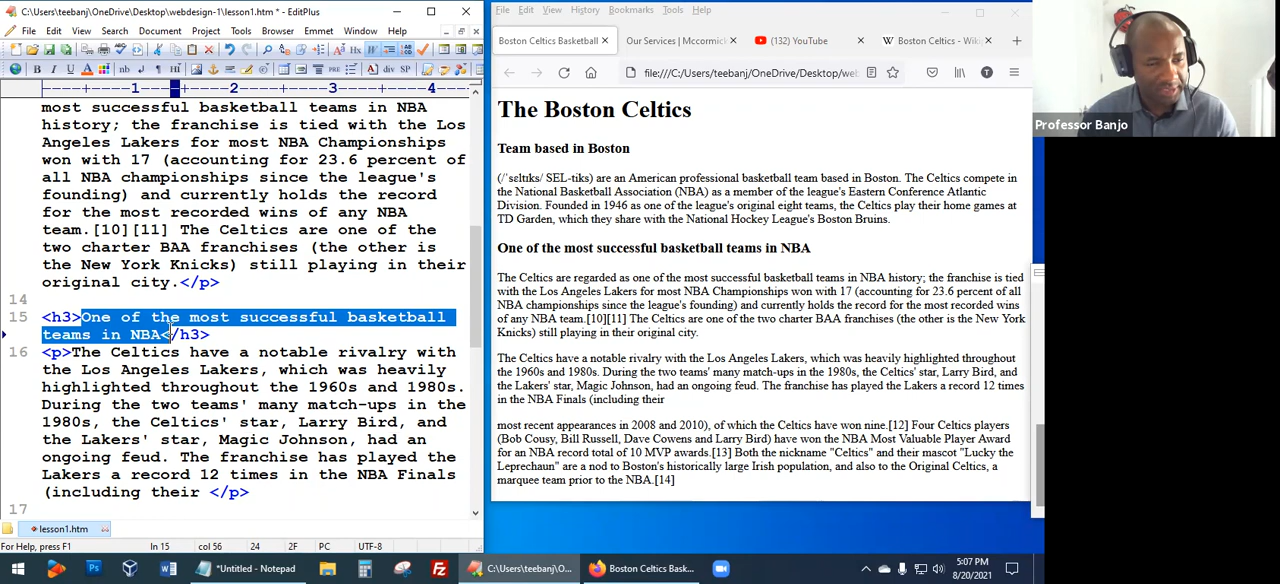 C:\Users\teebanj\OneDrive\Desktop\webdesign-1\lesson1.htm * - EditPlus
File Edit View Search Document Project Tools Browser Emmet Window Help
most successful basketball teams in NBA
history; the franchise is tied with the Los
Angeles Lakers for most NBA Championships
won with 17 (accounting for 23.6 percent of
all NBA championships since the league's
founding) and currently holds the record
for the most recorded wins of any NBA
team.[10][11] The Celtics are one of the
two charter BAA franchises (the other is
the New York Knicks) still playing in their
original city.</p>
14
15 <h3>One of the most successful basketball
teams in NBA</h3>
16 <p>The Celtics have a notable rivalry with
the Los Angeles Lakers, which was heavily
highlighted throughout the 1960s and 1980s.
During the two teams' many match-ups in the
1980s, the Celtics' star, Larry Bird, and
the Lakers' star, Magic Johnson, had an
ongoing feud. The franchise has played the
Lakers a record 12 times in the NBA Finals
(including their </p>
17
lesson1.htm
For Help, press F1 ln 15 col 56 24 2F PC UTF-8
File Edit View History Bookmarks Tools Help
Boston Celtics Basketball Our Services | Mccormick (132) YouTube Boston Celtics - Wik
file:///C:/Users/teebanj/OneDrive/Desktop/web
The Boston Celtics
Team based in Boston
(/ˈsɛltɪks/ SEL-tiks) are an American professional basketball team based in Boston. The Celtics compete in
the National Basketball Association (NBA) as a member of the league's Eastern Conference Atlantic
Division. Founded in 1946 as one of the league's original eight teams, the Celtics play their home games at
TD Garden, which they share with the National Hockey League's Boston Bruins.
One of the most successful basketball teams in NBA
The Celtics are regarded as one of the most successful basketball teams in NBA history; the franchise is tied
with the Los Angeles Lakers for most NBA Championships won with 17 (accounting for 23.6 percent of all
NBA championships since the league's founding) and currently holds the record for the most recorded wins
of any NBA team.[10][11] The Celtics are one of the two charter BAA franchises (the other is the New York
Knicks) still playing in their original city.
The Celtics have a notable rivalry with the Los Angeles Lakers, which was heavily highlighted throughout
the 1960s and 1980s. During the two teams' many match-ups in the 1980s, the Celtics' star, Larry Bird, and
the Lakers' star, Magic Johnson, had an ongoing feud. The franchise has played the Lakers a record 12 times
in the NBA Finals (including their
most recent appearances in 2008 and 2010), of which the Celtics have won nine.[12] Four Celtics players
(Bob Cousy, Bill Russell, Dave Cowens and Larry Bird) have won the NBA Most Valuable Player Award
for an NBA record total of 10 MVP awards.[13] Both the nickname "Celtics" and their mascot "Lucky the
Leprechaun" are a nod to Boston's historically large Irish population, and also to the Original Celtics, a
marquee team prior to the NBA.[14]
Professor Banjo
*Untitled - Notepad C:\Users\teebanj\O... Boston Celtics Bask...
5:07 PM
8/20/2021